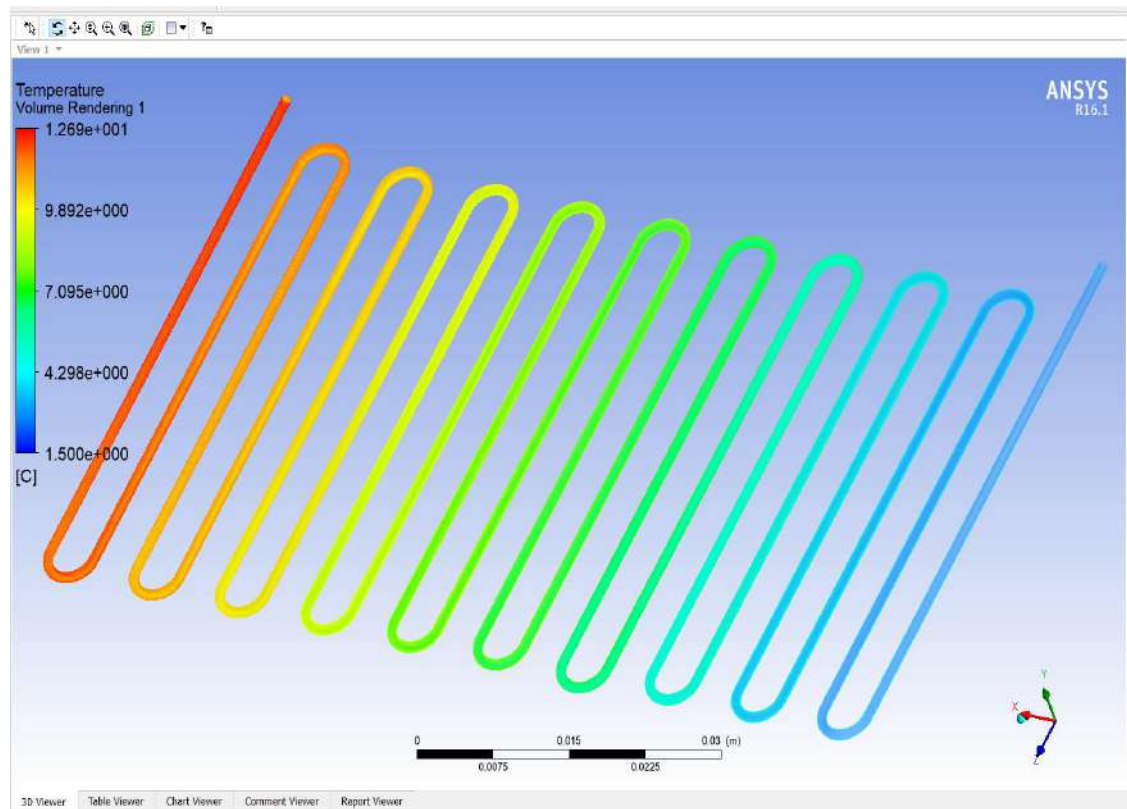 View 1
Temperature
Volume Rendering 1
1.269e+001
9.892e+000
7.095e+000
4.298e+000
1.500e+000
[C]
ANSYS
R16.1
0 0.015 0.03 (m)
0.0075 0.0225
Y
X
Z
3D Viewer Table Viewer Chart Viewer Comment Viewer Report Viewer